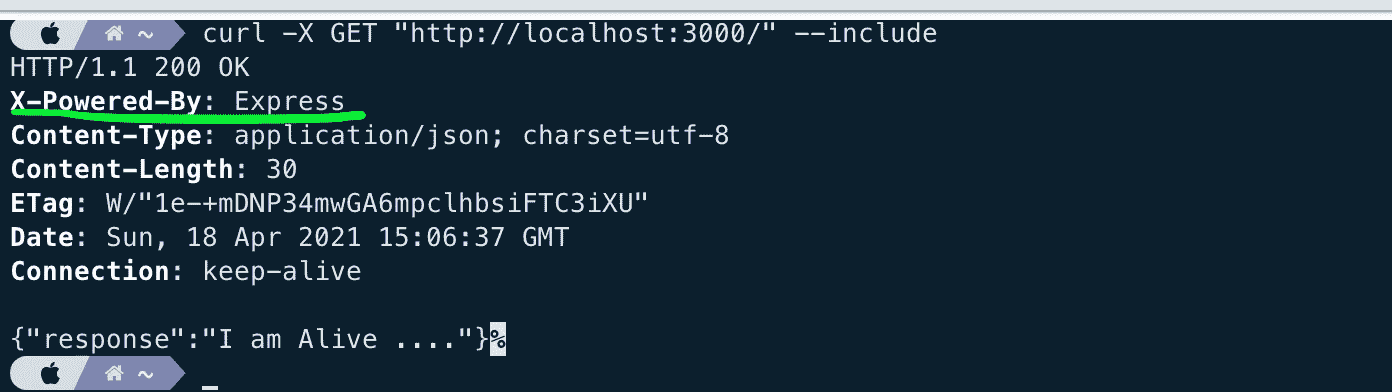 ~ curl -X GET "http://localhost:3000/" --include
HTTP/1.1 200 OK
X-Powered-By: Express
Content-Type: application/json; charset=utf-8
Content-Length: 30
ETag: W/"1e-+mDNP34mwGA6mpclhbsiFTC3iXU"
Date: Sun, 18 Apr 2021 15:06:37 GMT
Connection: keep-alive
{"response":"I am Alive ...."}%
~ _